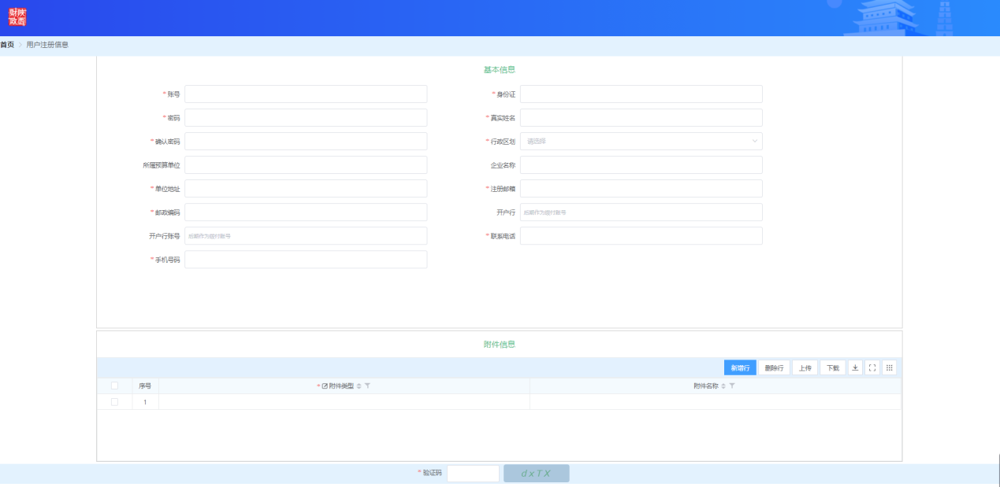 财陕
政西
首页 > 用户注册信息
基本信息
* 账号
* 身份证
* 密码
* 真实姓名
* 确认密码
* 行政区划 请选择
所属预算单位
企业名称
* 单位地址
* 注册邮箱
* 邮政编码
开户行 后期作为缴付账号
开户行账号 后期作为缴付账号
* 联系电话
* 手机号码
附件信息
新增行 删除行 上传 下载
序号 * 附件类型 附件名称
1
* 验证码 dxTX